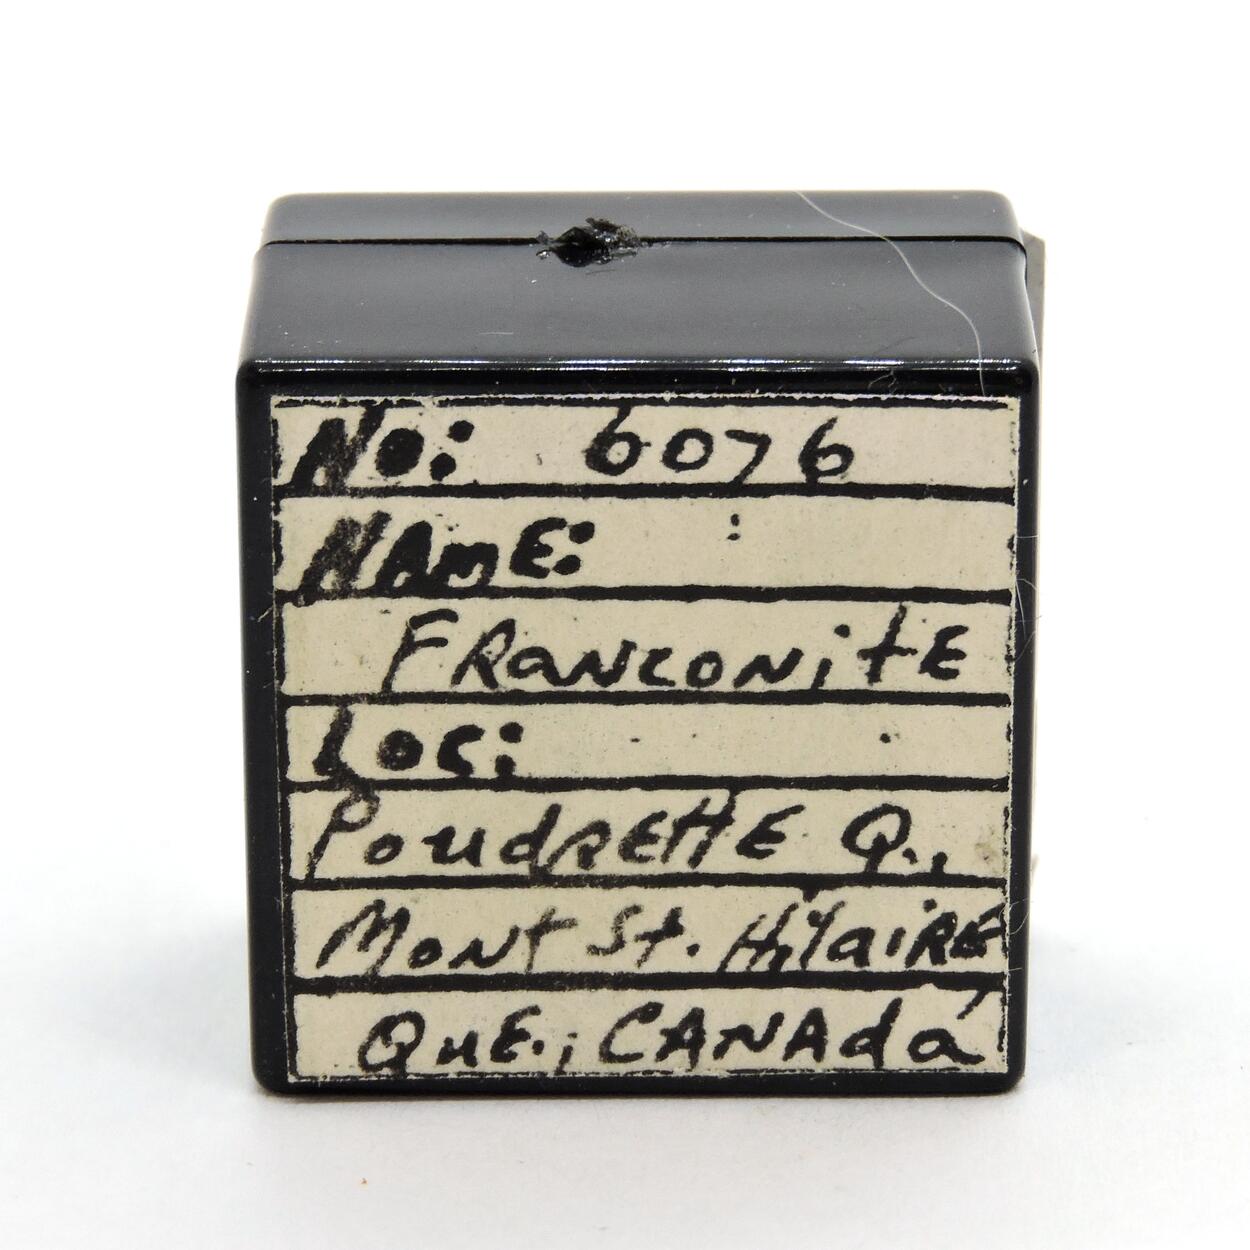 No: 6076
NAME:
FRANCONITE
LOC:
POUDRETTE Q.,
MONT St. HILAIRE
QUE., CANADA